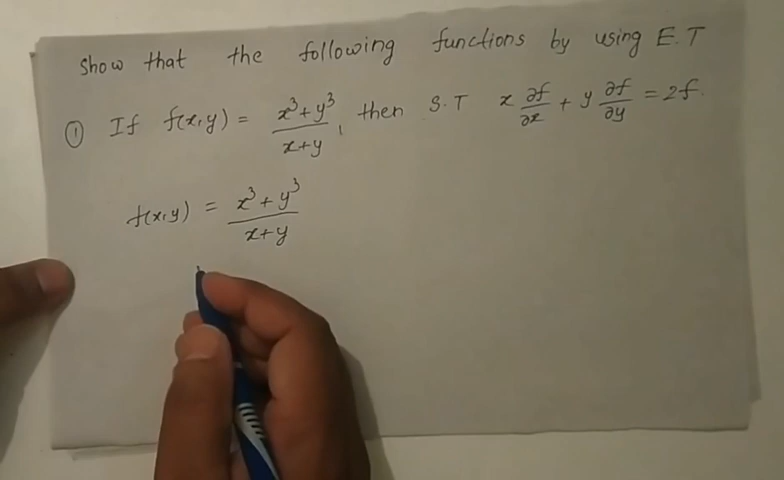 Show that the following functions by using E.T
① If f(x,y) = x³+y³ / x+y , then S.T x ∂f/∂x + y ∂f/∂y = 2f.
f(x,y) = x³+y³ / x+y